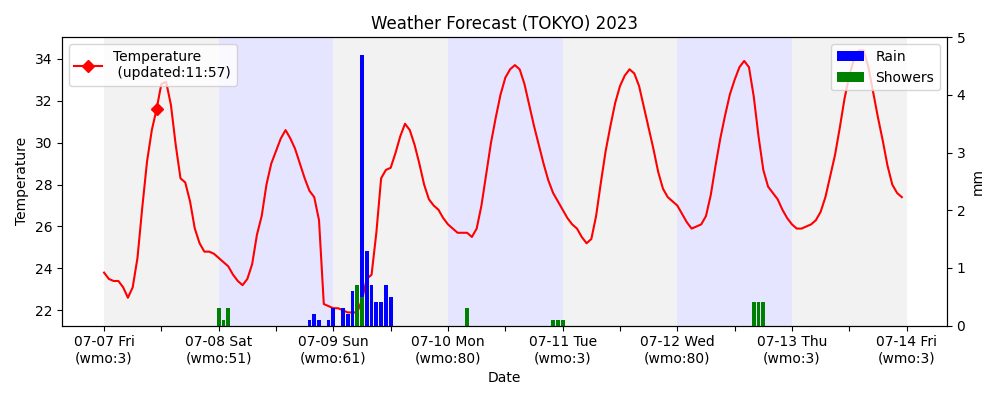 Weather Forecast (TOKYO) 2023
Temperature
(updated:11:57)
Rain
Showers
Temperature
34
32
30
28
26
24
22
5
4
3
2
1
0
mm
07-07 Fri
(wmo:3)
07-08 Sat
(wmo:51)
07-09 Sun
(wmo:61)
07-10 Mon
(wmo:80)
07-11 Tue
(wmo:3)
07-12 Wed
(wmo:80)
07-13 Thu
(wmo:3)
07-14 Fri
(wmo:3)
Date